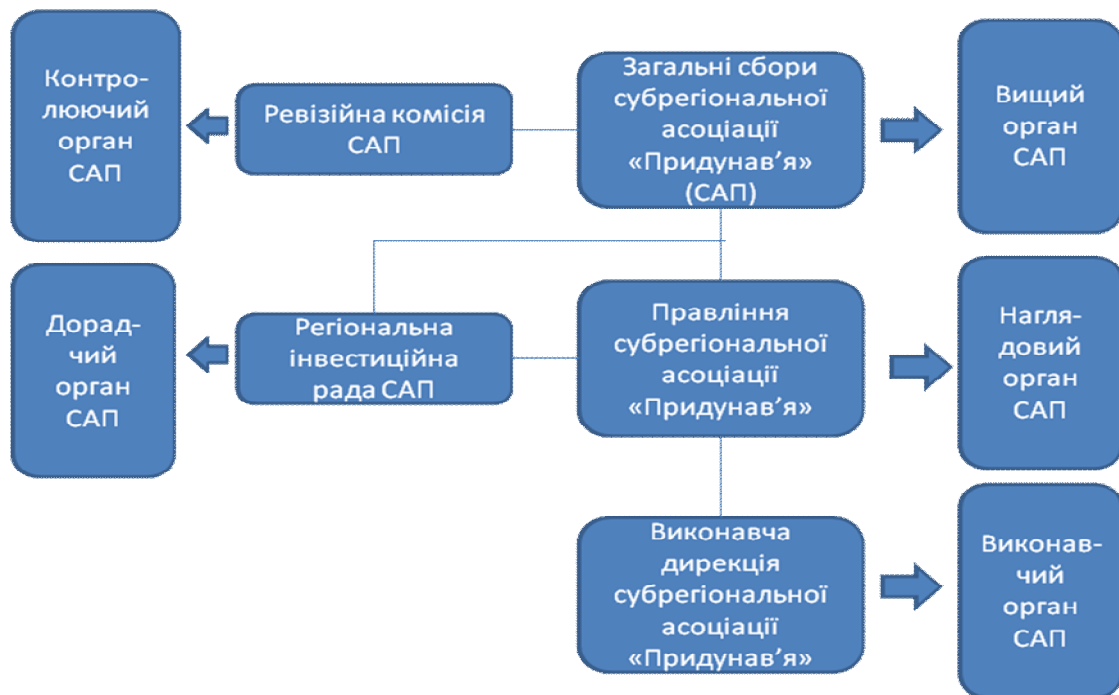 Контро-
люючий
орган
САП
Ревізійна комісія
САП
Загальні сбори
субрегіональної
асоціації
«Придунав’я»
(САП)
Вищий
орган
САП
Дорад-
чий
орган
САП
Регіональна
інвестиційна
рада САП
Правління
субрегіональної
асоціації
«Придунав’я»
Нагля-
довий
орган
САП
Виконавча
дирекція
субрегіональної
асоціації
«Придунав’я»
Виконав-
чий
орган
САП